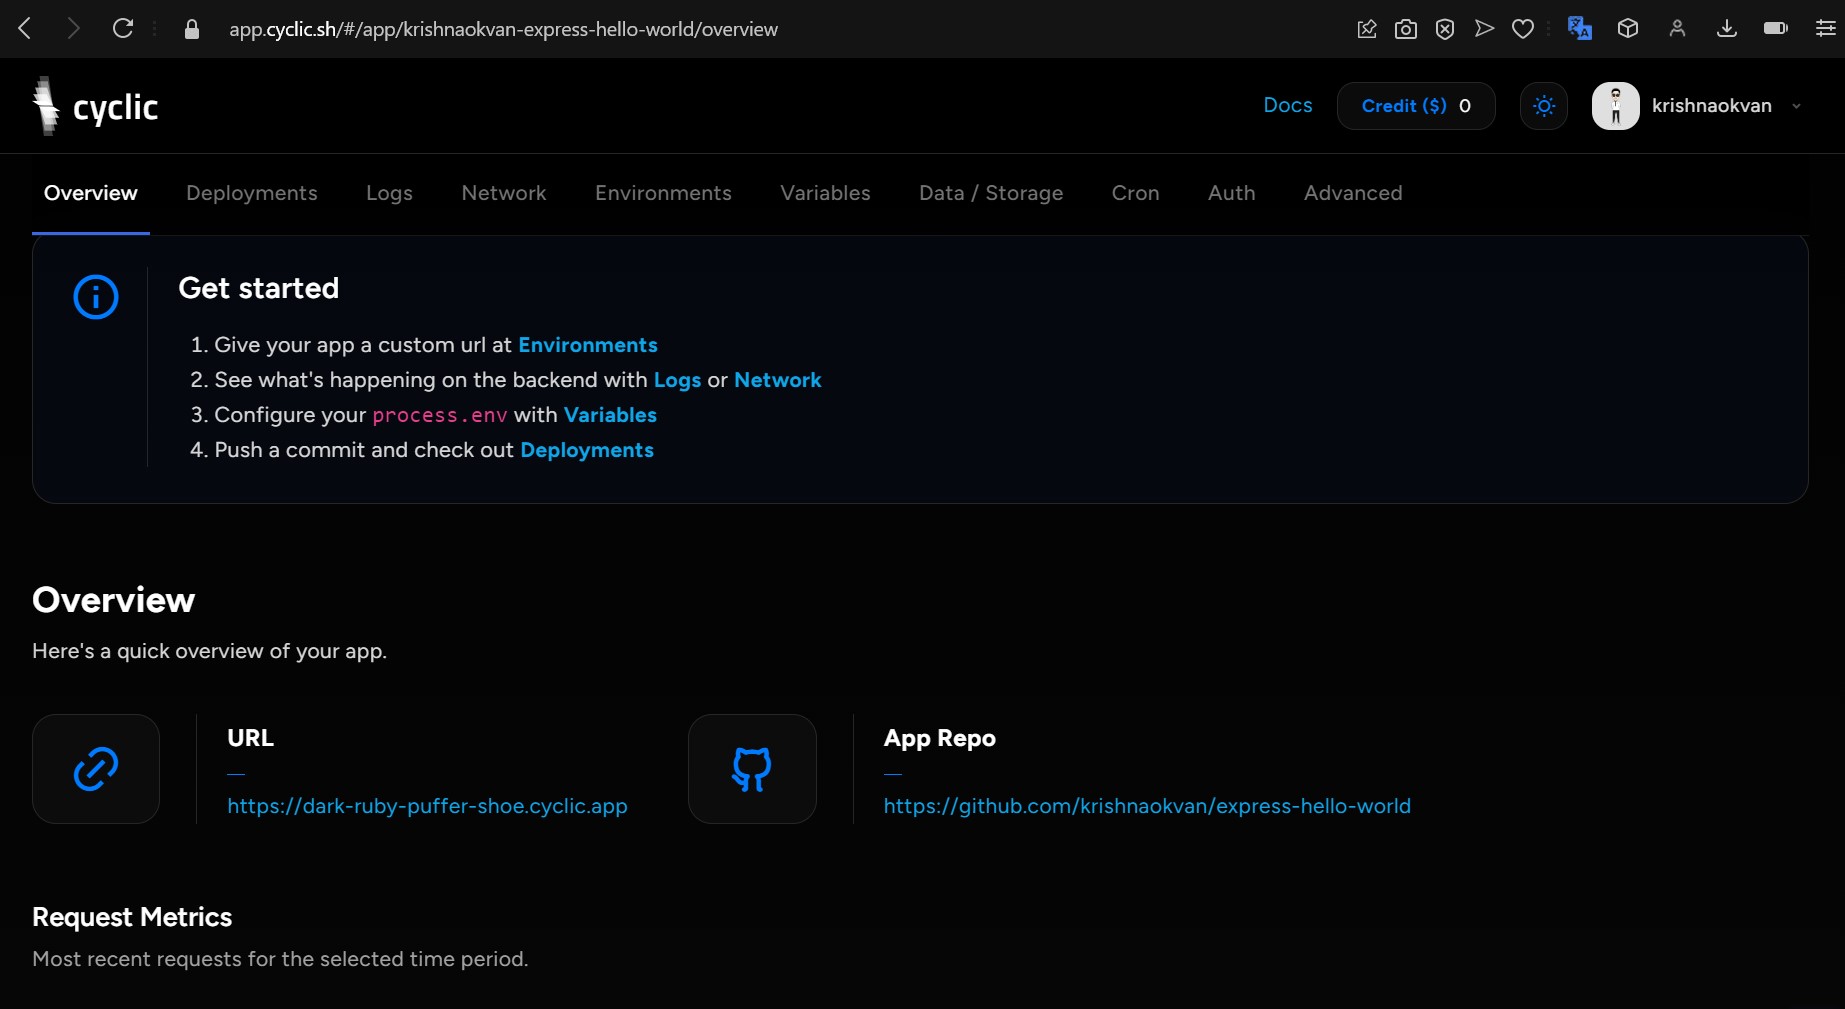 app.cyclic.sh/#/app/krishnaokvan-express-hello-world/overview
cyclic
Docs
Credit ($) 0
krishnaokvan
Overview Deployments Logs Network Environments Variables Data / Storage Cron Auth Advanced
Get started
1. Give your app a custom url at Environments
2. See what's happening on the backend with Logs or Network
3. Configure your process.env with Variables
4. Push a commit and check out Deployments
Overview
Here's a quick overview of your app.
URL
https://dark-ruby-puffer-shoe.cyclic.app
App Repo
https://github.com/krishnaokvan/express-hello-world
Request Metrics
Most recent requests for the selected time period.